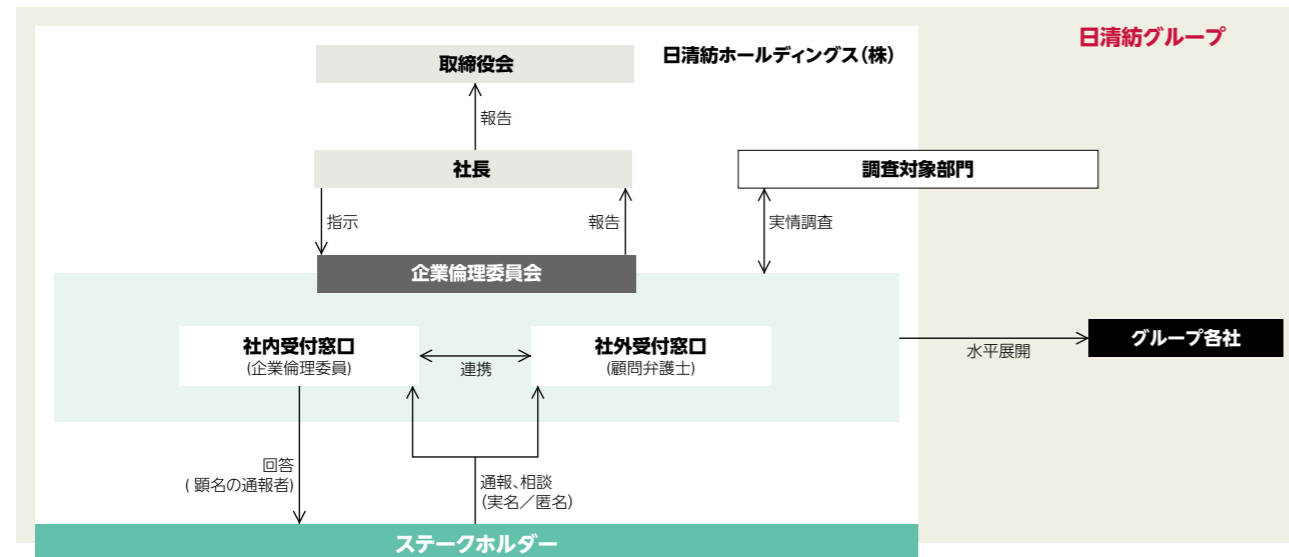 日清紡グループ
日清紡ホールディングス（株）
取締役会
報告
社長
調査対象部門
指示
報告
実情調査
企業倫理委員会
社内受付窓口
(企業倫理委員)
連携
社外受付窓口
(顧問弁護士)
水平展開
グループ各社
回答
( 顕名の通報者)
通報、相談
（実名／匿名）
ステークホルダー